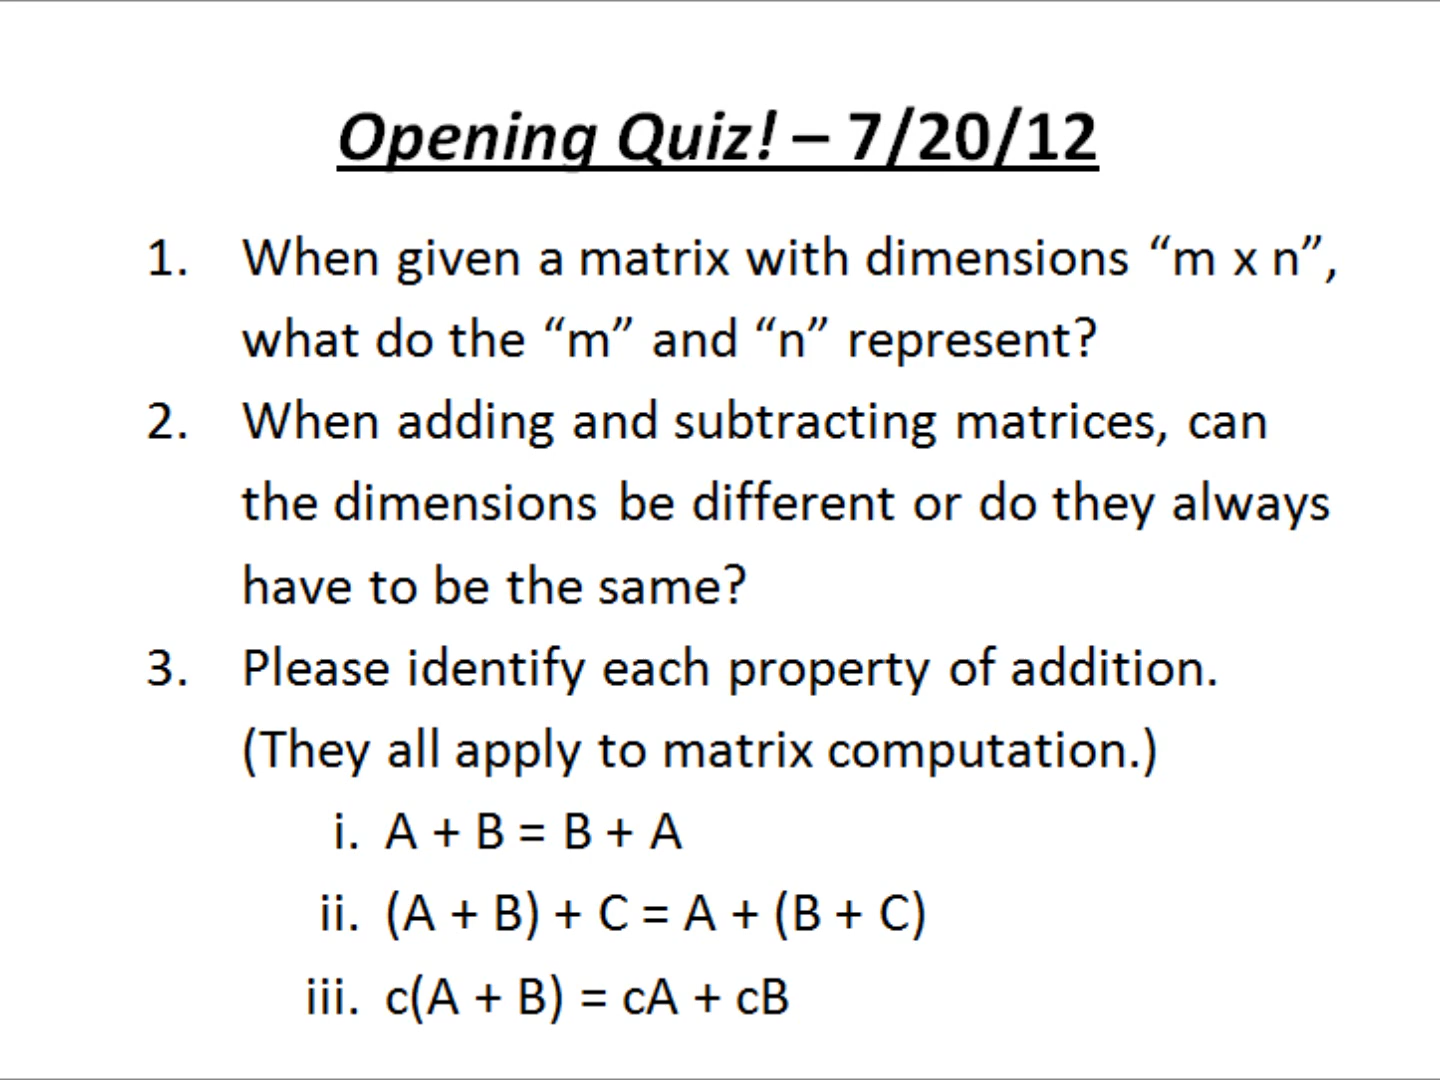 Opening Quiz! – 7/20/12
1. When given a matrix with dimensions “m x n”,
what do the “m” and “n” represent?
2. When adding and subtracting matrices, can
the dimensions be different or do they always
have to be the same?
3. Please identify each property of addition.
(They all apply to matrix computation.)
i. A + B = B + A
ii. (A + B) + C = A + (B + C)
iii. c(A + B) = cA + cB